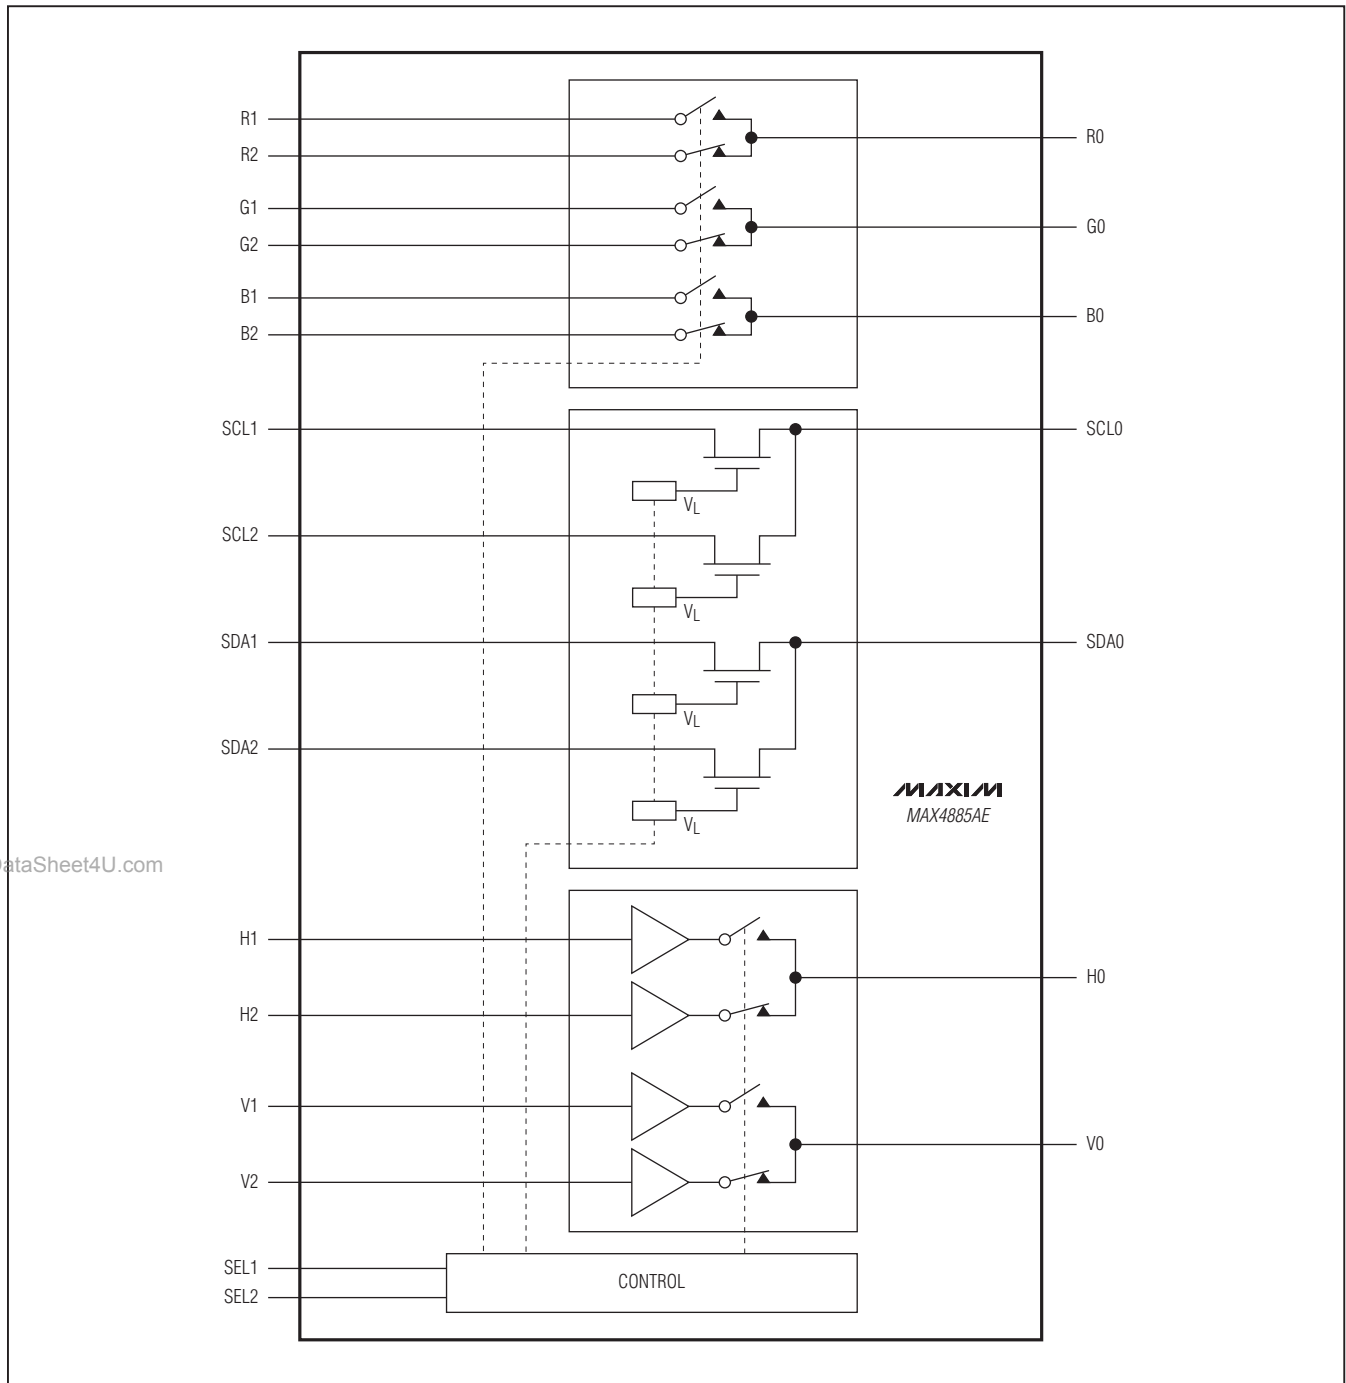 R1
R0
R2
G1
G0
G2
B1
B0
B2
SCL1
SCL0
VL
SCL2
VL
SDA1
SDA0
VL
SDA2
MAXIM
MAX4885AE
VL
DataSheet4U.com
H1
H0
H2
V1
V0
V2
SEL1
CONTROL
SEL2